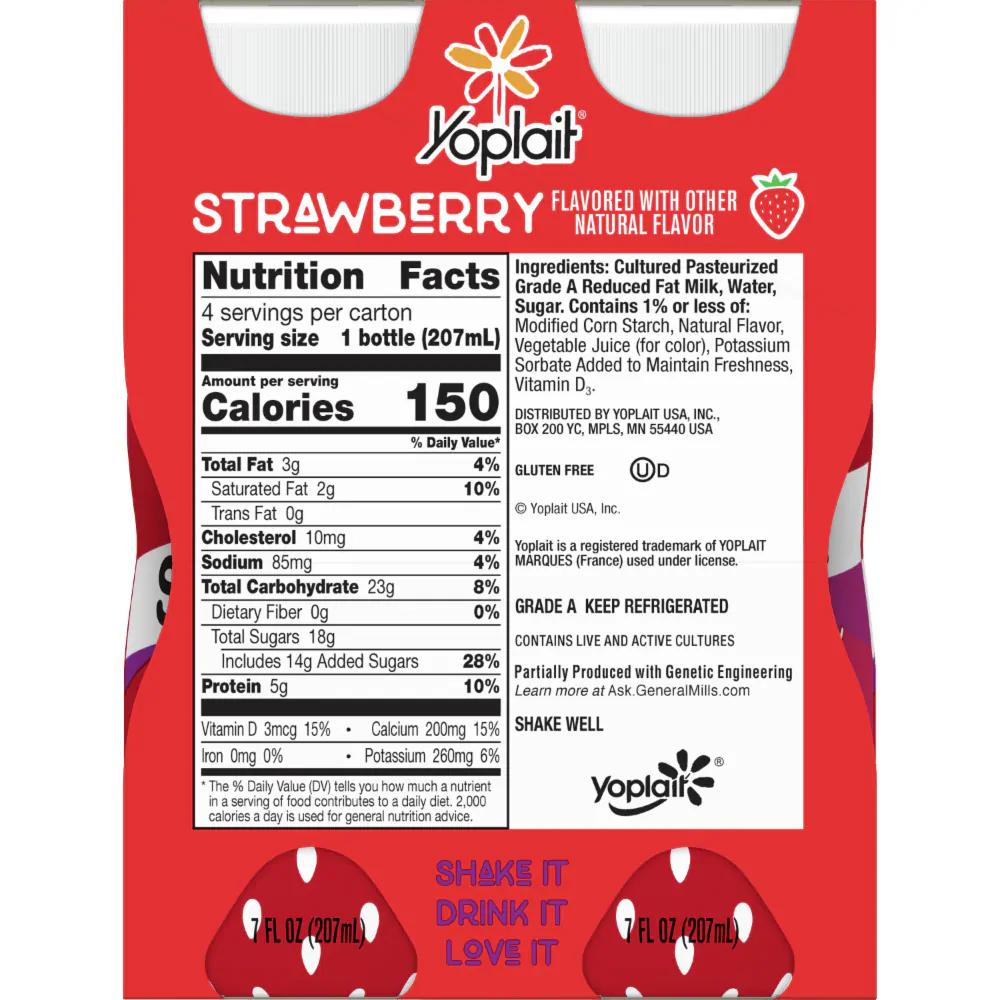 Yoplait®
STRAWBERRY FLAVORED WITH OTHER
NATURAL FLAVOR
Nutrition Facts
4 servings per carton
Serving size 1 bottle (207mL)
Amount per serving
Calories 150
% Daily Value*
Total Fat 3g 4%
Saturated Fat 2g 10%
Trans Fat 0g
Cholesterol 10mg 4%
Sodium 85mg 4%
Total Carbohydrate 23g 8%
Dietary Fiber 0g 0%
Total Sugars 18g
Includes 14g Added Sugars 28%
Protein 5g 10%
Vitamin D 3mcg 15% • Calcium 200mg 15%
Iron 0mg 0% • Potassium 260mg 6%
* The % Daily Value (DV) tells you how much a nutrient
in a serving of food contributes to a daily diet. 2,000
calories a day is used for general nutrition advice.
Ingredients: Cultured Pasteurized
Grade A Reduced Fat Milk, Water,
Sugar. Contains 1% or less of:
Modified Corn Starch, Natural Flavor,
Vegetable Juice (for color), Potassium
Sorbate Added to Maintain Freshness,
Vitamin D₃.
DISTRIBUTED BY YOPLAIT USA, INC.,
BOX 200 YC, MPLS, MN 55440 USA
GLUTEN FREE Ⓤ D
© Yoplait USA, Inc.
Yoplait is a registered trademark of YOPLAIT
MARQUES (France) used under license.
GRADE A KEEP REFRIGERATED
CONTAINS LIVE AND ACTIVE CULTURES
Partially Produced with Genetic Engineering
Learn more at Ask.GeneralMills.com
SHAKE WELL
yoplait®
SHAKE IT
DRINK IT
LOVE IT
7 FL OZ (207mL)
7 FL OZ (207mL)